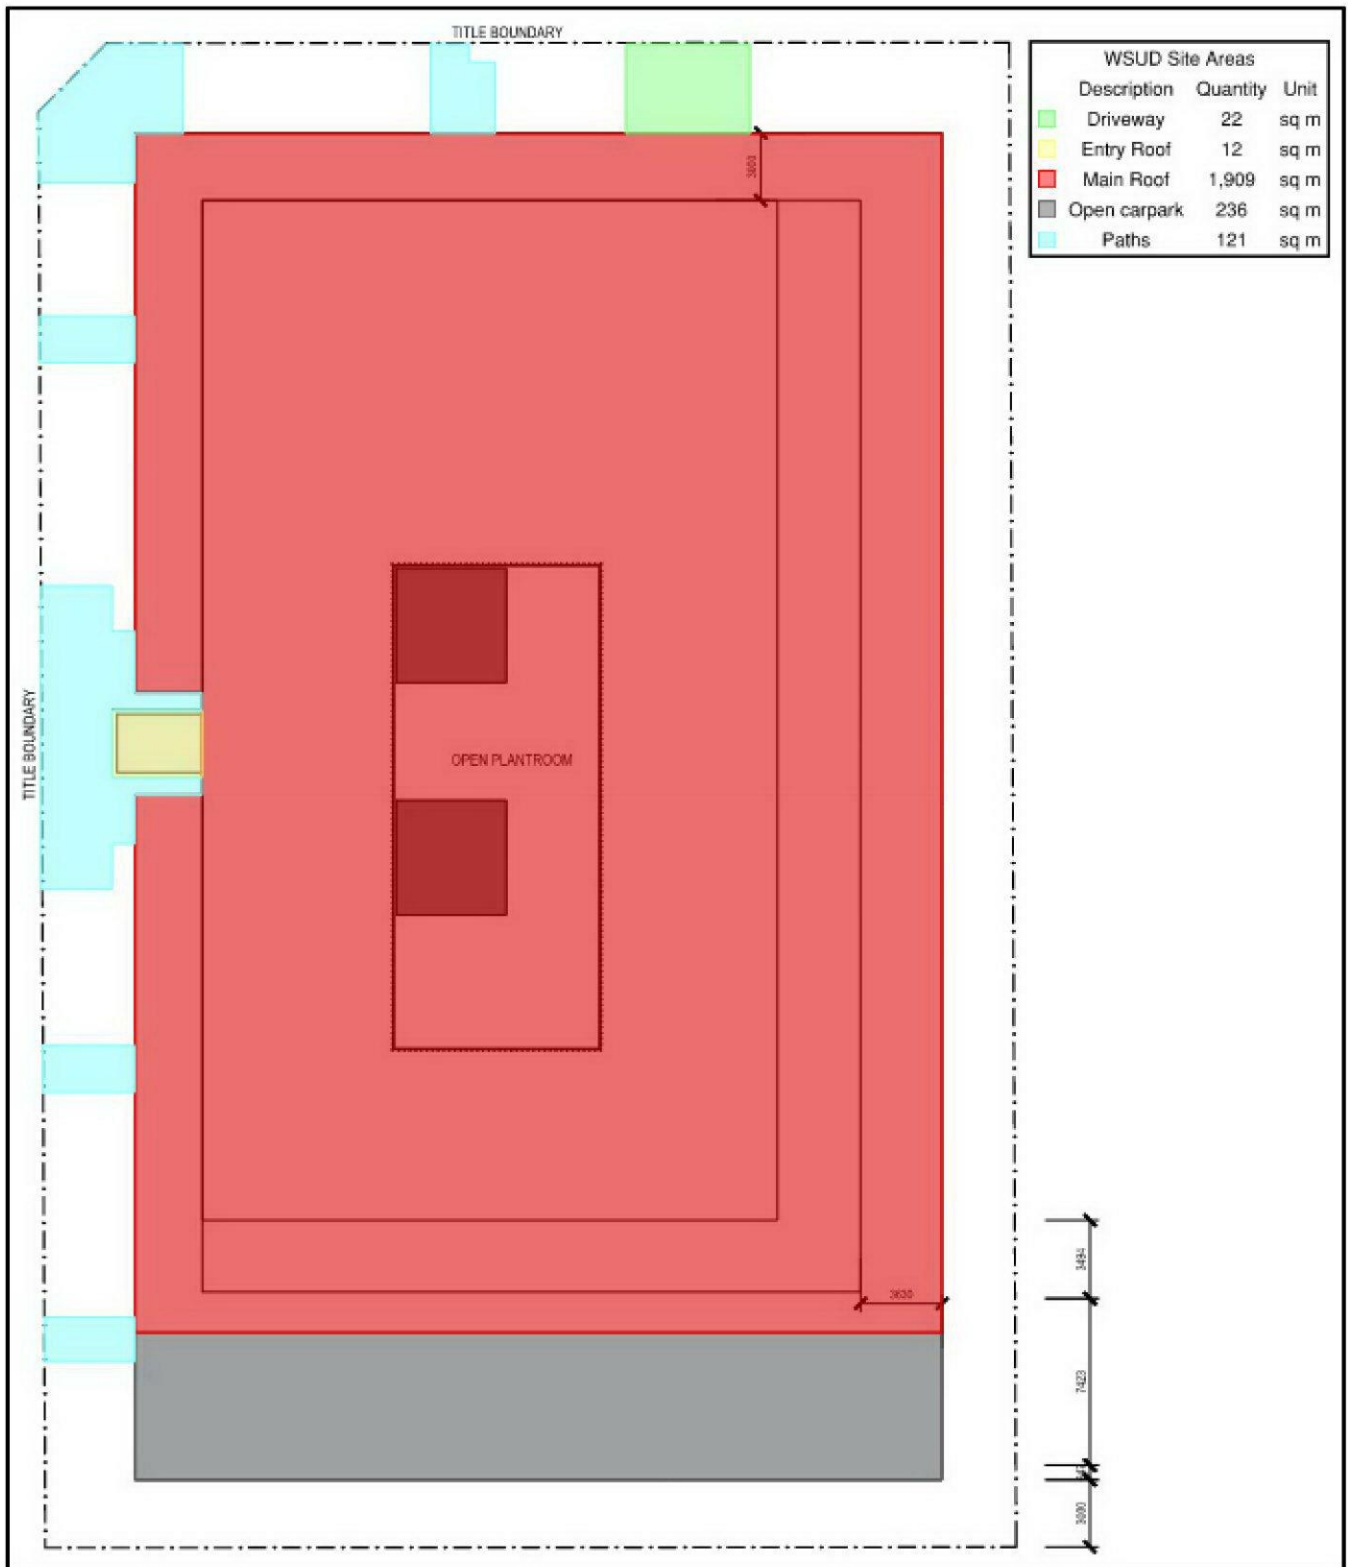 TITLE BOUNDARY
WSUD Site Areas
Description Quantity Unit
Driveway 22 sq m
Entry Roof 12 sq m
Main Roof 1,909 sq m
Open carpark 236 sq m
Paths 121 sq m
TITLE BOUNDARY
OPEN PLANTROOM
3494
3630
7423
3000